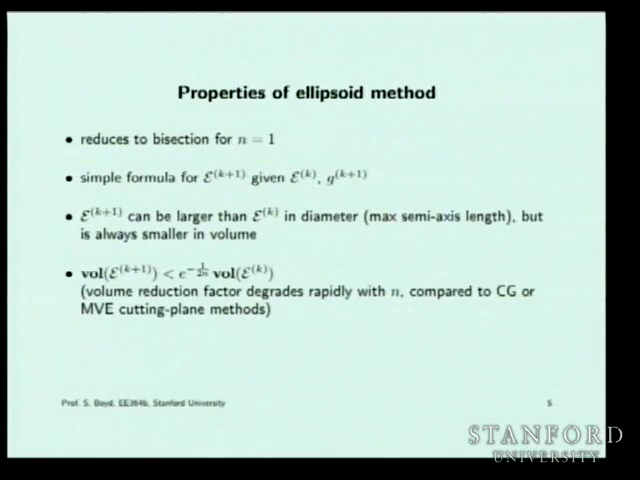 Properties of ellipsoid method
• reduces to bisection for n = 1
• simple formula for ℰ^(k+1) given ℰ^(k), g^(k+1)
• ℰ^(k+1) can be larger than ℰ^(k) in diameter (max semi-axis length), but
is always smaller in volume
• vol(ℰ^(k+1)) < e^(-1/2n) vol(ℰ^(k))
(volume reduction factor degrades rapidly with n, compared to CG or
MVE cutting-plane methods)
Prof. S. Boyd, EE364b, Stanford University
5
STANFORD
UNIVERSITY